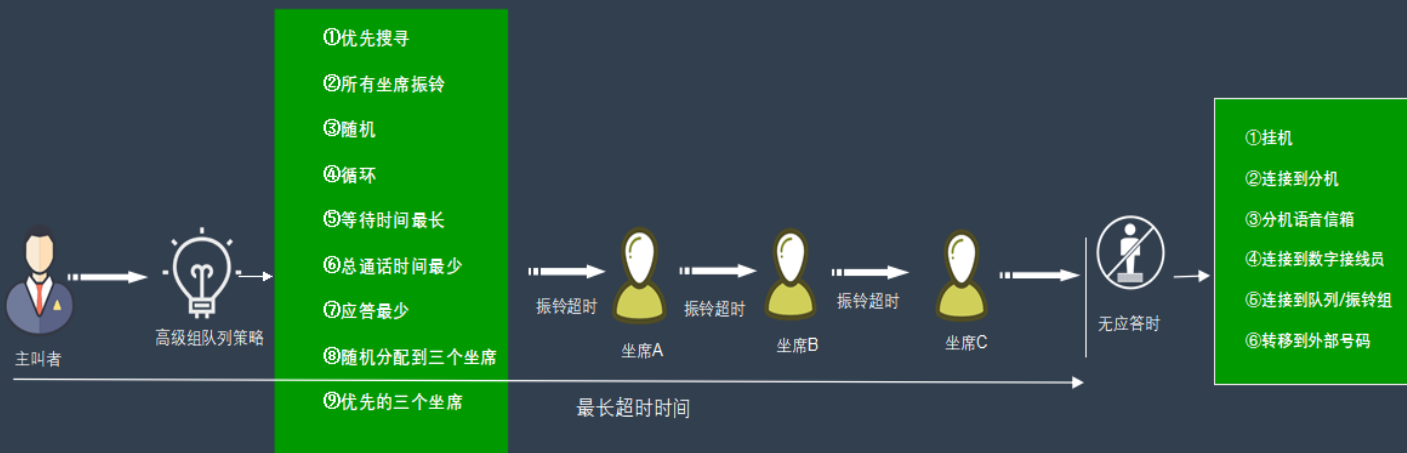 主叫者
高级组队列策略
①优先搜寻
②所有坐席振铃
③随机
④循环
⑤等待时间最长
⑥总通话时间最少
⑦应答最少
⑧随机分配到三个坐席
⑨优先的三个坐席
振铃超时
坐席A
振铃超时
坐席B
振铃超时
坐席C
最长超时时间
无应答时
①挂机
②连接到分机
③分机语音信箱
④连接到数字接线员
⑤连接到队列/振铃组
⑥转移到外部号码